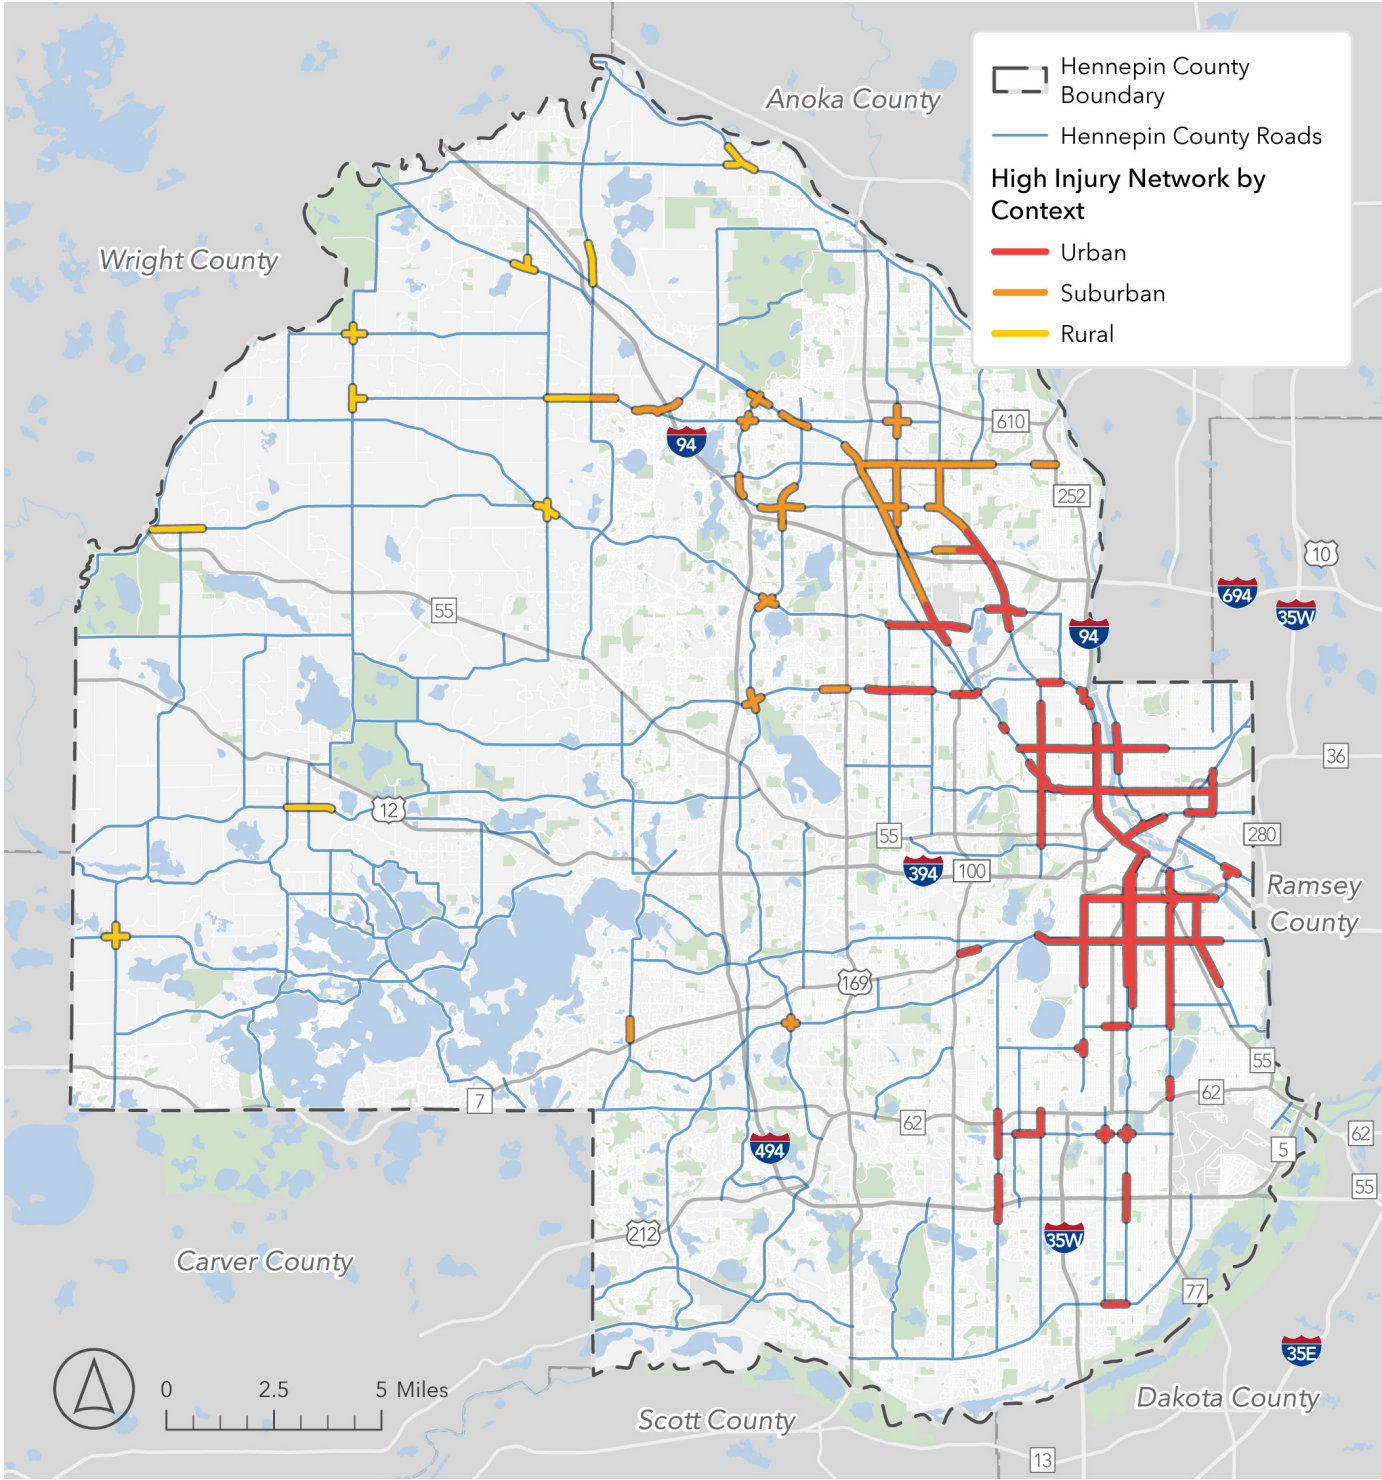 Hennepin County
Boundary
Hennepin County Roads
High Injury Network by
Context
Urban
Suburban
Rural
Anoka County
Wright County
94
610
252
10
694
35W
55
94
36
12
55
280
394
100
Ramsey
County
169
55
7
62
62
62
5
494
55
212
35W
Carver County
77
35E
0 2.5 5 Miles
Dakota County
Scott County
13